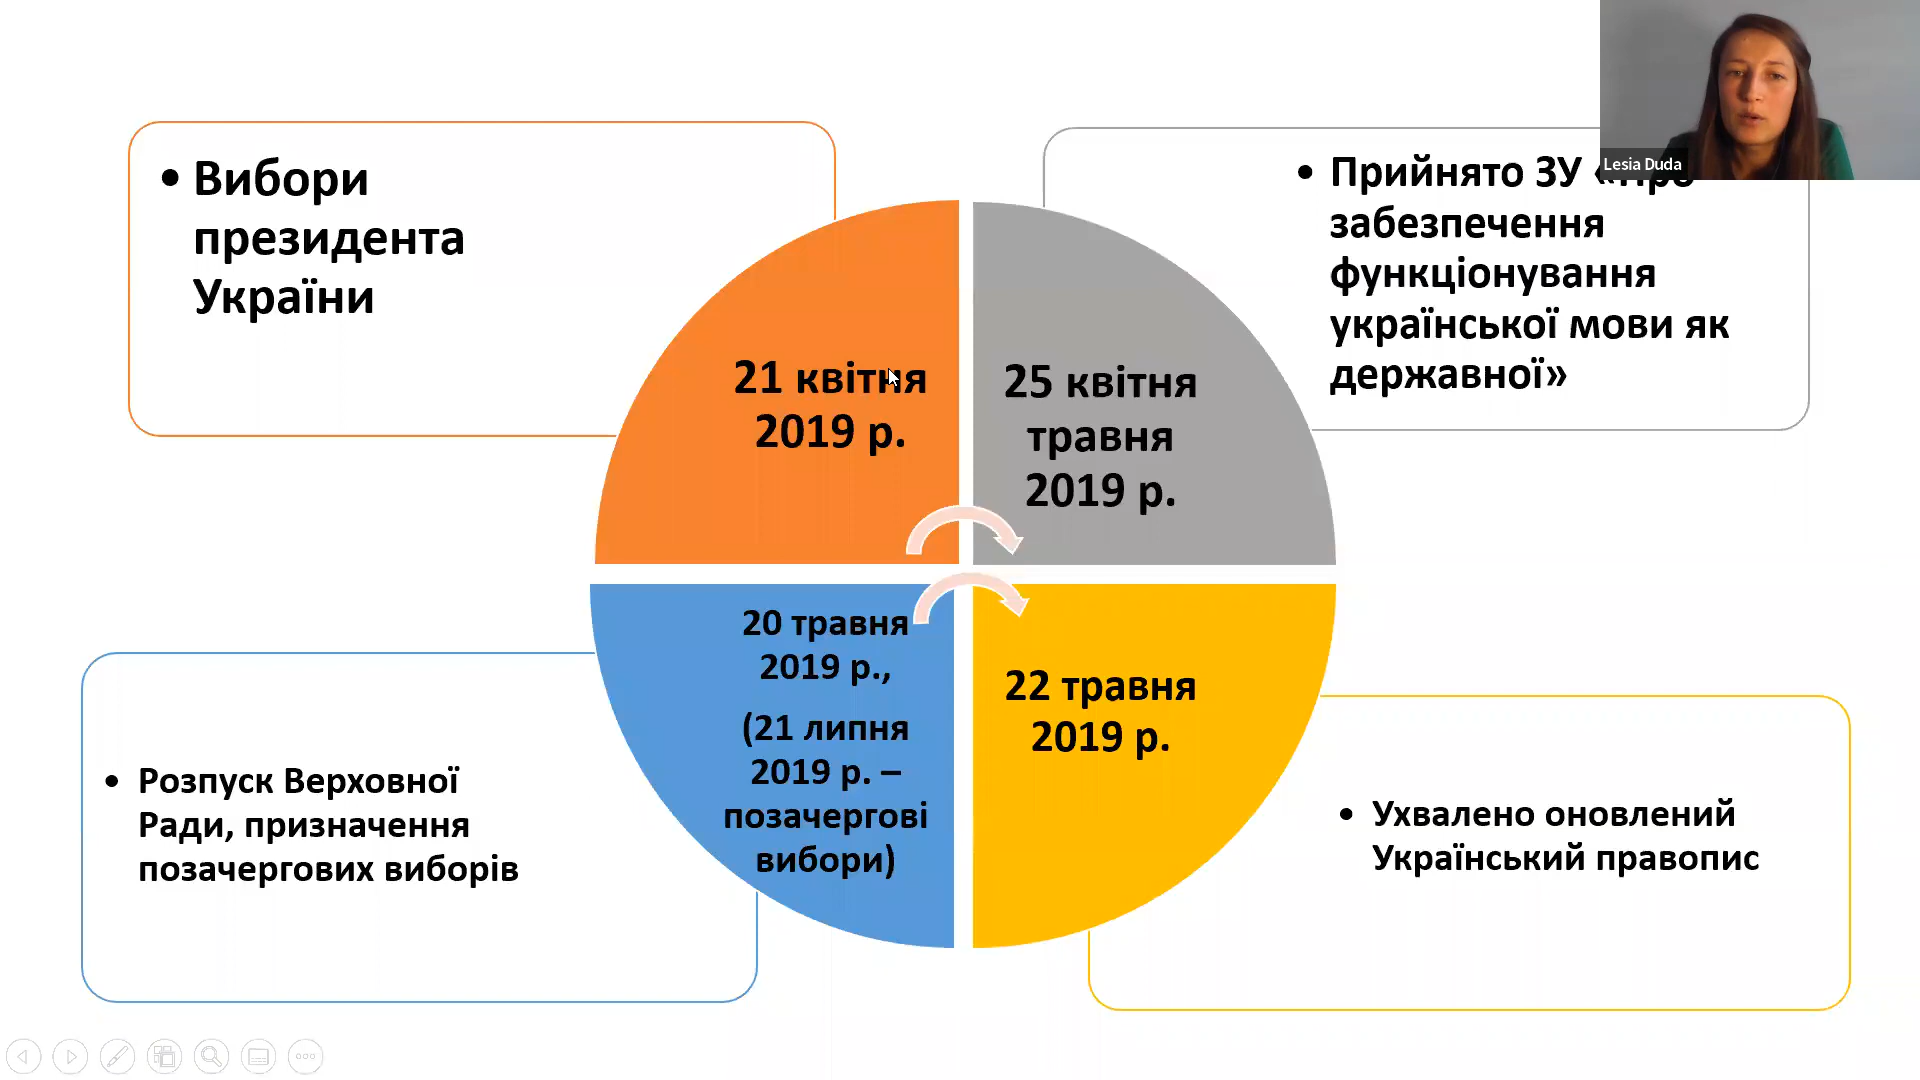 • Вибори
президента
України
21 квітня
2019 р.
• Прийнято ЗУ
забезпечення
функціонування
української мови як
державної»
25 квітня
травня
2019 р.
Lesia Duda
• Розпуск Верховної
Ради, призначення
позачергових виборів
20 травня
2019 р.,
(21 липня
2019 р. –
позачергові
вибори)
22 травня
2019 р.
• Ухвалено оновлений
Український правопис